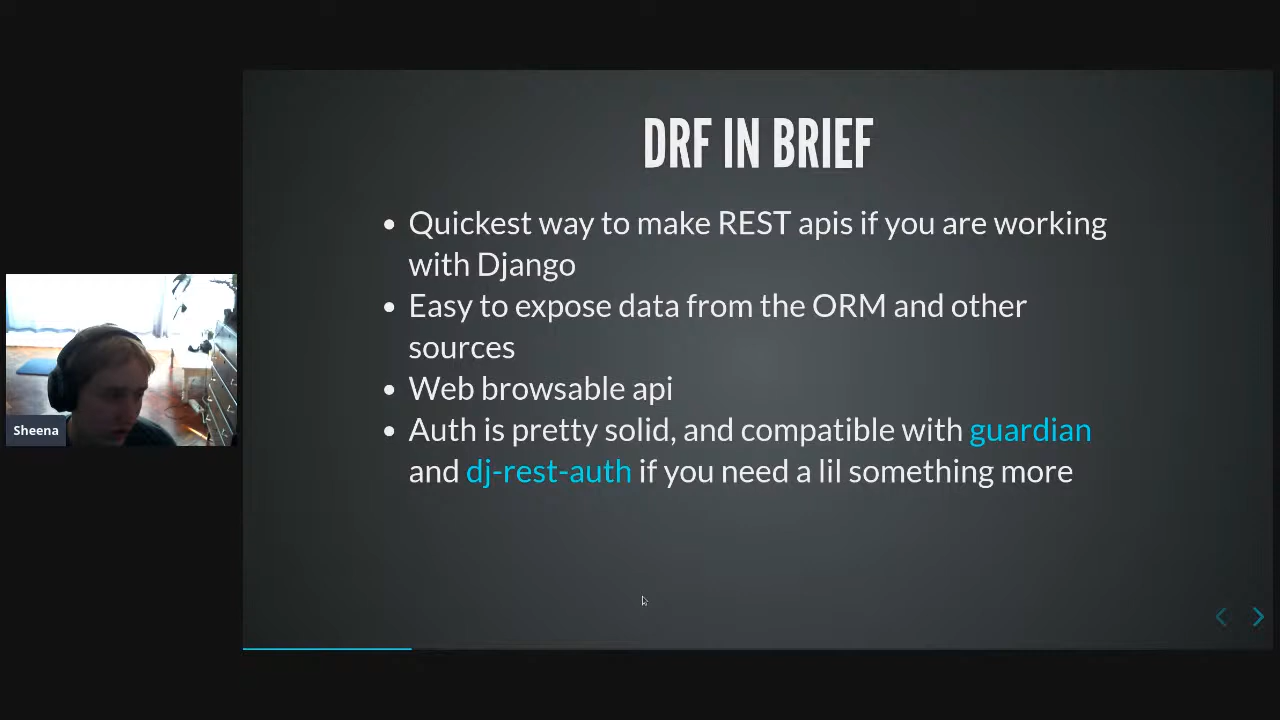 DRF IN BRIEF
Quickest way to make REST apis if you are working
with Django
Easy to expose data from the ORM and other
sources
Web browsable api
Auth is pretty solid, and compatible with guardian
and dj-rest-auth if you need a lil something more
Sheena